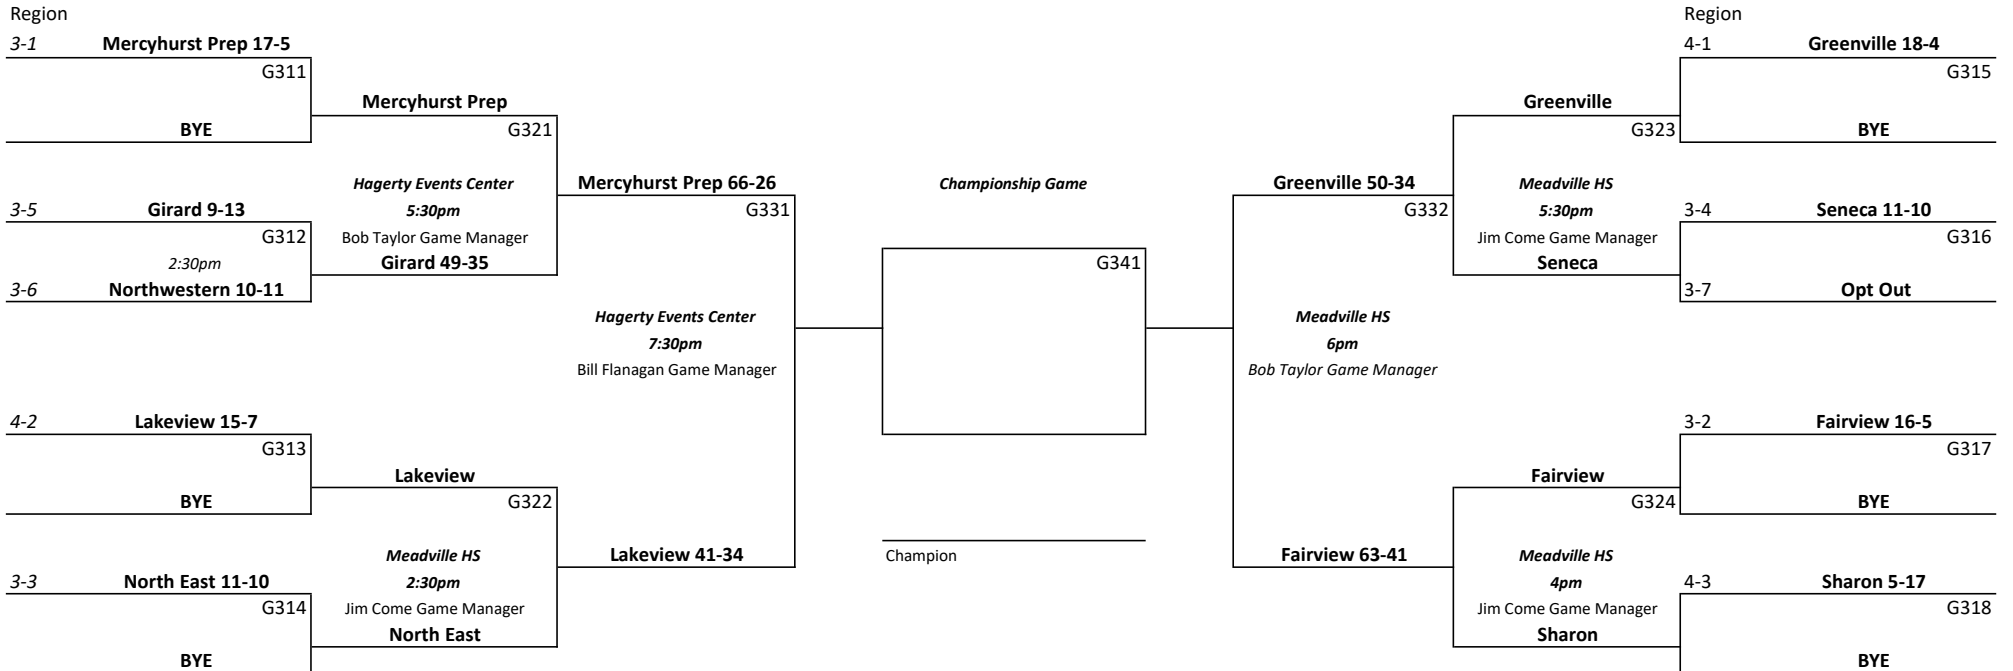 Region
3-1 Mercyhurst Prep 17-5
G311
BYE
3-5 Girard 9-13
G312
2:30pm
3-6 Northwestern 10-11
4-2 Lakeview 15-7
G313
BYE
3-3 North East 11-10
G314
BYE
Mercyhurst Prep
G321
Hagerty Events Center
5:30pm
Bob Taylor Game Manager
Girard 49-35
Lakeview
G322
Meadville HS
2:30pm
Jim Come Game Manager
North East
Mercyhurst Prep 66-26
G331
Hagerty Events Center
7:30pm
Bill Flanagan Game Manager
Lakeview 41-34
Championship Game
G341
Champion
Greenville 50-34
G332
Meadville HS
6pm
Bob Taylor Game Manager
Fairview 63-41
Greenville
G323
Meadville HS
5:30pm
Jim Come Game Manager
Seneca
Fairview
G324
Meadville HS
4pm
Jim Come Game Manager
Sharon
Region
4-1 Greenville 18-4
G315
BYE
3-4 Seneca 11-10
G316
3-7 Opt Out
3-2 Fairview 16-5
G317
BYE
4-3 Sharon 5-17
G318
BYE